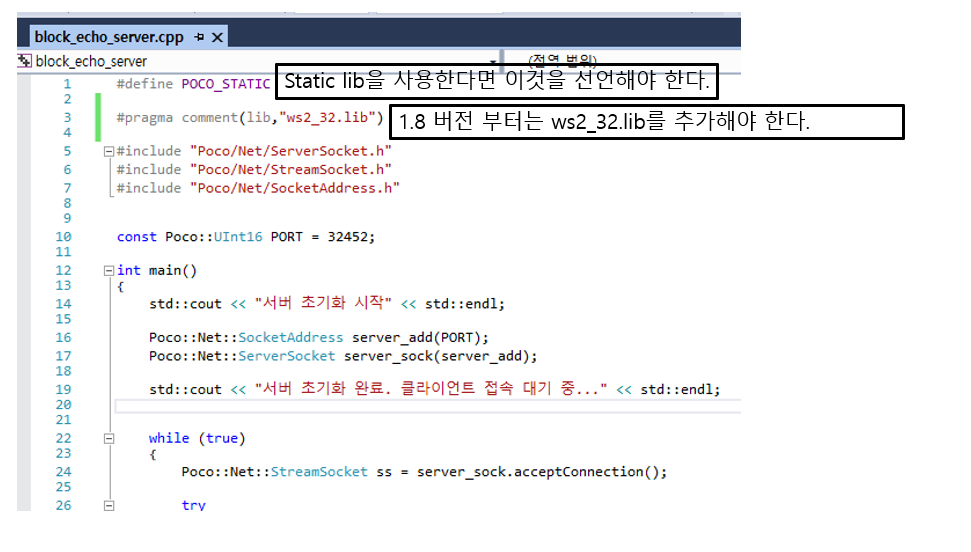 block_echo_server.cpp
block_echo_server
(전역 범위)
1 #define POCO_STATIC
Static lib을 사용한다면 이것을 선언해야 한다.
2
3 #pragma comment(lib,"ws2_32.lib")
1.8 버전 부터는 ws2_32.lib를 추가해야 한다.
4
5 #include "Poco/Net/ServerSocket.h"
6 #include "Poco/Net/StreamSocket.h"
7 #include "Poco/Net/SocketAddress.h"
8
9
10 const Poco::UInt16 PORT = 32452;
11
12 int main()
13 {
14 std::cout << "서버 초기화 시작" << std::endl;
15
16 Poco::Net::SocketAddress server_add(PORT);
17 Poco::Net::ServerSocket server_sock(server_add);
18
19 std::cout << "서버 초기화 완료. 클라이언트 접속 대기 중..." << std::endl;
20
21
22 while (true)
23 {
24 Poco::Net::StreamSocket ss = server_sock.acceptConnection();
25
26 try